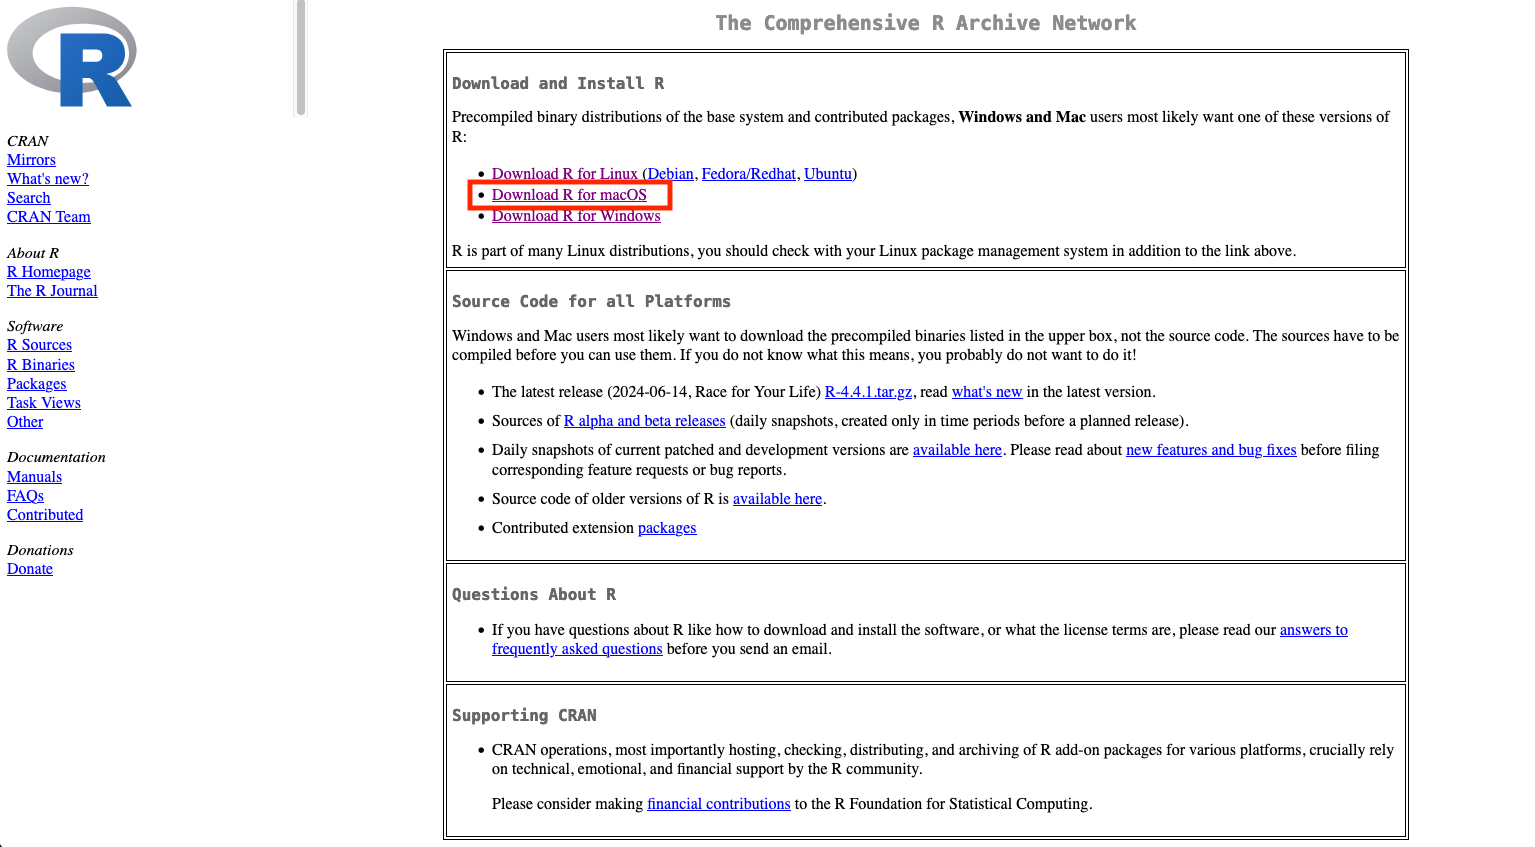 R
CRAN
Mirrors
What's new?
Search
CRAN Team
About R
R Homepage
The R Journal
Software
R Sources
R Binaries
Packages
Task Views
Other
Documentation
Manuals
FAQs
Contributed
Donations
Donate
The Comprehensive R Archive Network
Download and Install R
Precompiled binary distributions of the base system and contributed packages, Windows and Mac users most likely want one of these versions of
R:
• Download R for Linux (Debian, Fedora/Redhat, Ubuntu)
• Download R for macOS
• Download R for Windows
R is part of many Linux distributions, you should check with your Linux package management system in addition to the link above.
Source Code for all Platforms
Windows and Mac users most likely want to download the precompiled binaries listed in the upper box, not the source code. The sources have to be
compiled before you can use them. If you do not know what this means, you probably do not want to do it!
• The latest release (2024-06-14, Race for Your Life) R-4.4.1.tar.gz, read what's new in the latest version.
• Sources of R alpha and beta releases (daily snapshots, created only in time periods before a planned release).
• Daily snapshots of current patched and development versions are available here. Please read about new features and bug fixes before filing
corresponding feature requests or bug reports.
• Source code of older versions of R is available here.
• Contributed extension packages
Questions About R
• If you have questions about R like how to download and install the software, or what the license terms are, please read our answers to
frequently asked questions before you send an email.
Supporting CRAN
• CRAN operations, most importantly hosting, checking, distributing, and archiving of R add-on packages for various platforms, crucially rely
on technical, emotional, and financial support by the R community.
Please consider making financial contributions to the R Foundation for Statistical Computing.